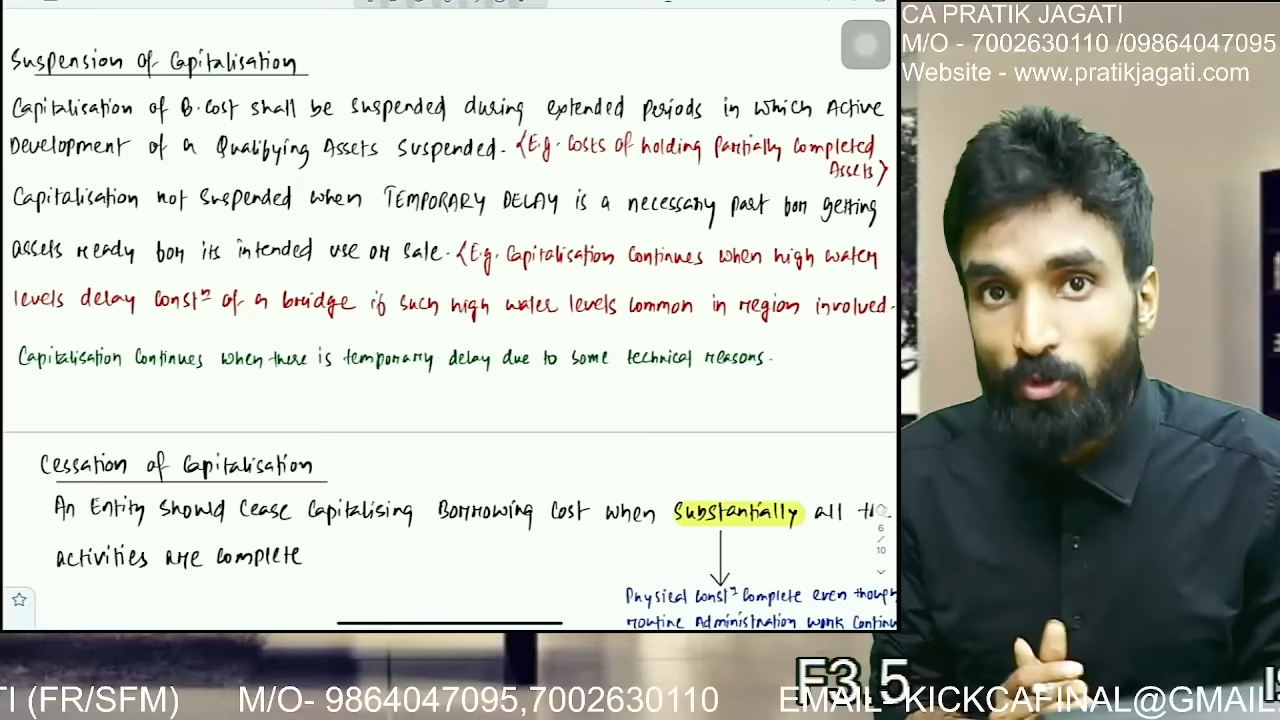 Suspension of Capitalisation
Capitalisation of B.Cost shall be suspended during extended periods in which Active
Development of a Qualifying Assets suspended. (E.g. Costs of holding Partially Completed
Assets)
Capitalisation not suspended when TEMPORARY DELAY is a necessary part for getting
assets ready for its intended use or sale. (E.g. Capitalisation Continues when high water
levels delay Constⁿ of a bridge if such high water levels common in region involved.
Capitalisation Continues when there is temporary delay due to some technical reasons.
Cessation of Capitalisation
An Entity should cease capitalising Borrowing Cost when Substantially all
activities are complete
Physical Constⁿ Complete even though
routine Administration work
6
/
10
CA PRATIK JAGATI
M/O - 7002630110 /09864047095
Website - www.pratikjagati.com
F3 5
TI (FR/SFM) M/O- 9864047095,7002630110 EMAIL- KICKCAFINAL@GMAIL.